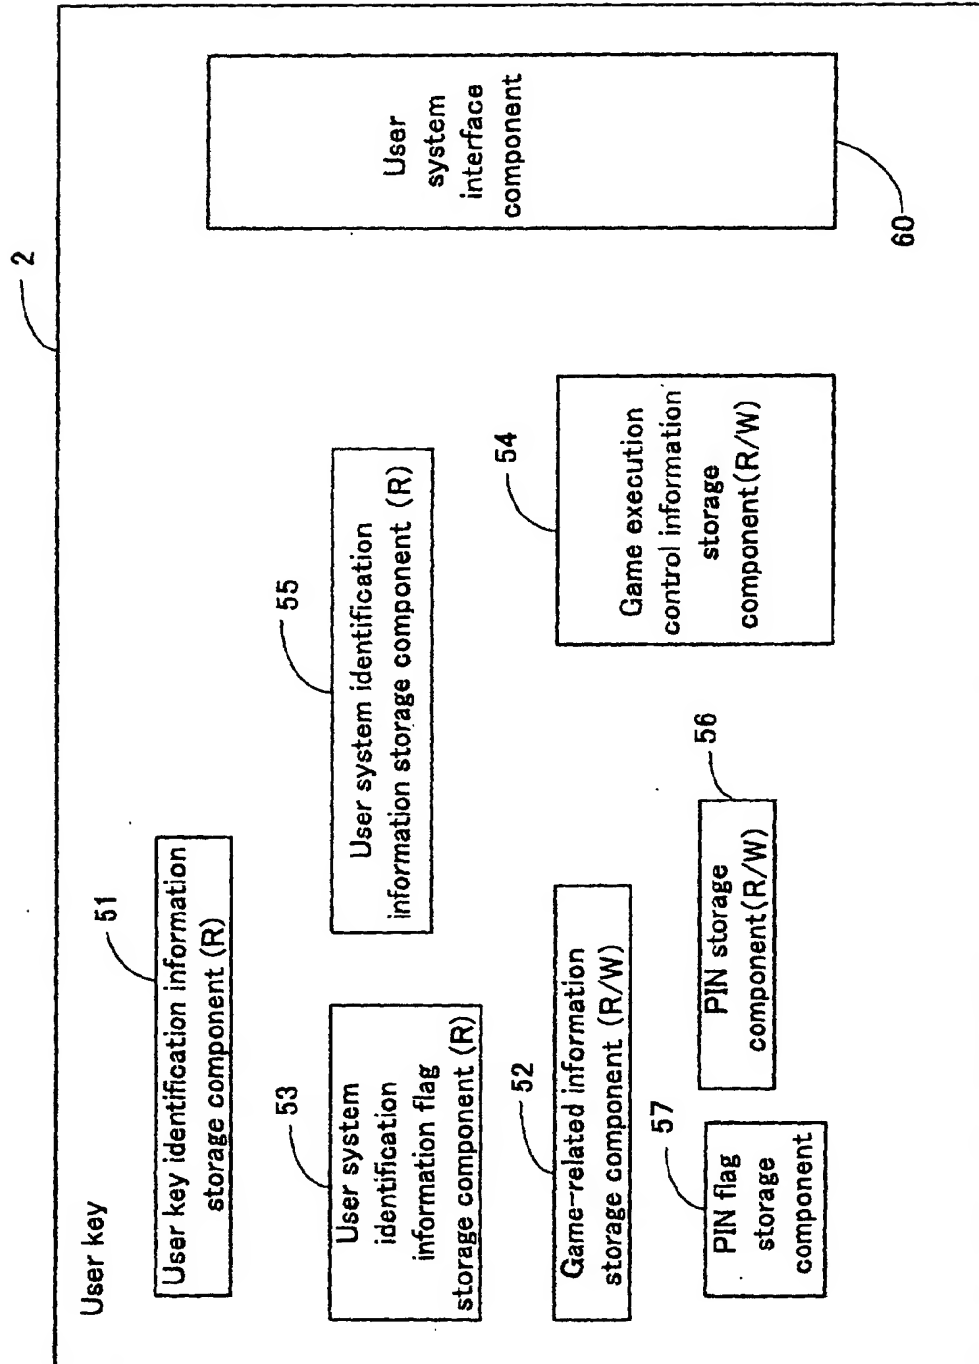 2
User key
51
User key identification information
storage component (R)
53
User system
identification
information flag
storage component (R)
55
User system identification
information storage component (R)
52
Game-related information
storage component (R/W)
54
Game execution
control information
storage
component(R/W)
57
PIN flag
storage
component
56
PIN storage
component(R/W)
User
system
interface
component
60